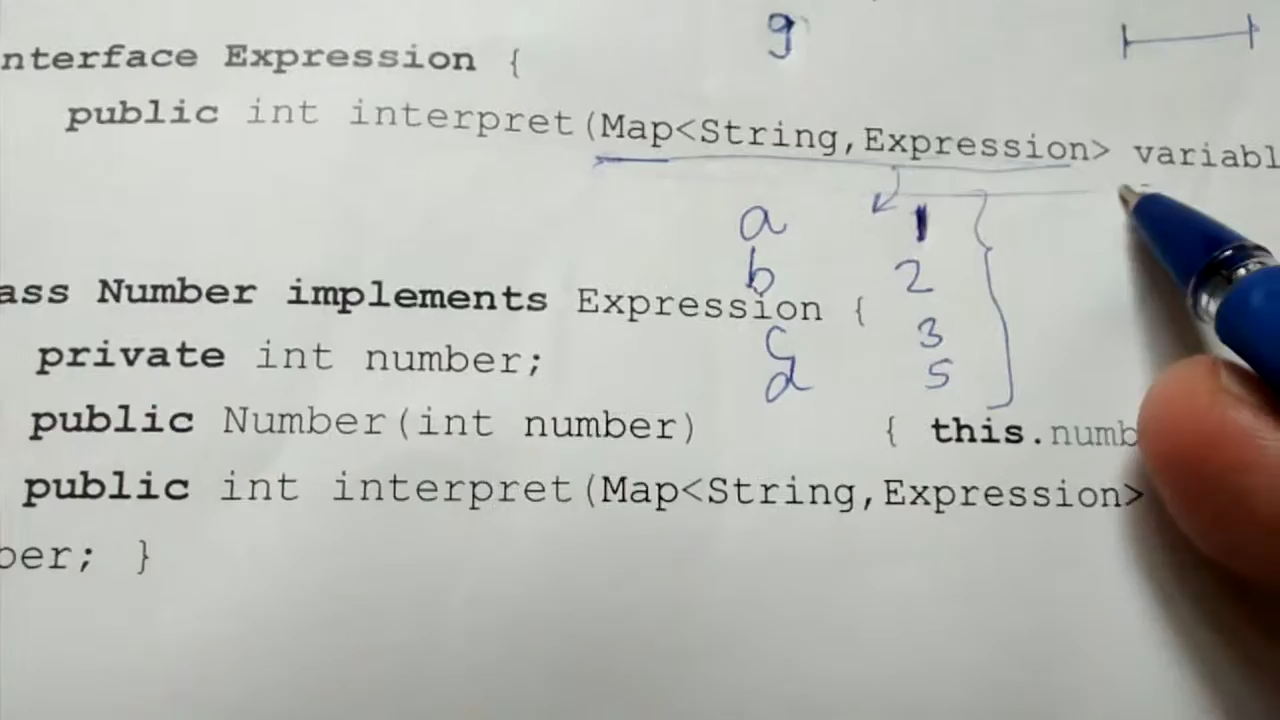 g
nterface Expression {
public int interpret(Map<String,Expression> variabl
a 1
b 2
ass Number implements Expression {
c 3
private int number;
d 5
public Number(int number) { this.numb
public int interpret(Map<String,Expression>
ber; }